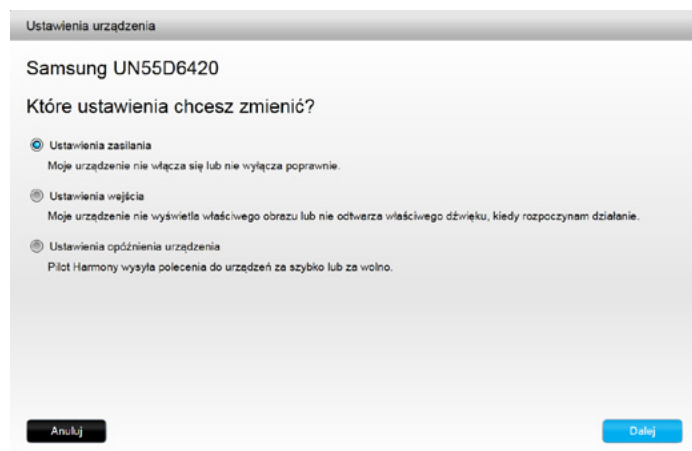 Ustawienia urządzenia
Samsung UN55D6420
Które ustawienia chcesz zmienić?
Ustawienia zasilania
Moje urządzenie nie włącza się lub nie wyłącza poprawnie.
Ustawienia wejścia
Moje urządzenie nie wyświetla właściwego obrazu lub nie odtwarza właściwego dźwięku, kiedy rozpoczynam działanie.
Ustawienia opóźnienia urządzenia
Pilot Harmony wysyła polecenia do urządzeń za szybko lub za wolno.
Anuluj
Dalej